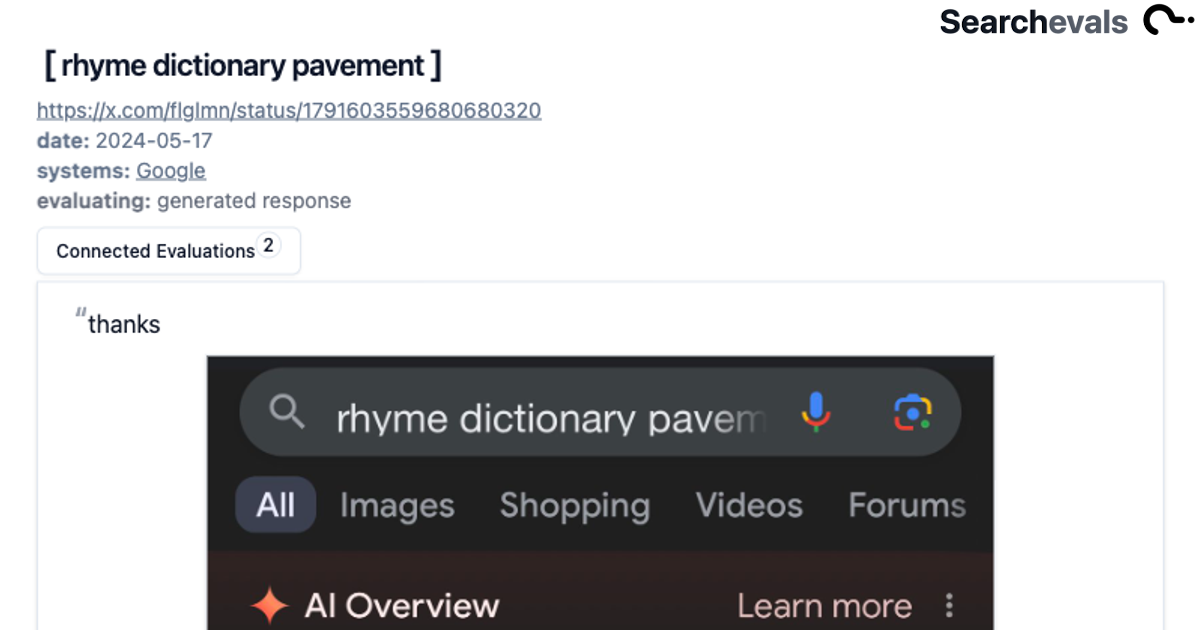 Searchevals
[ rhyme dictionary pavement ]
https://x.com/flglmn/status/1791603559680680320
date: 2024-05-17
systems: Google
evaluating: generated response
Connected Evaluations 2
“thanks
rhyme dictionary pavem
All Images Shopping Videos Forums
AI Overview Learn more